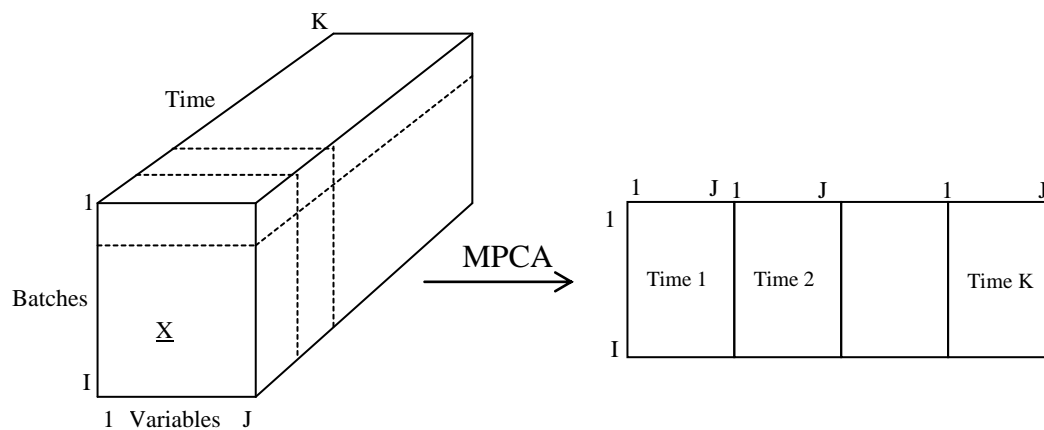 K
Time
1
1 J 1 J 1 J
1
MPCA
Time 1 Time 2 Time K
Batches
X
I
I
1 Variables J